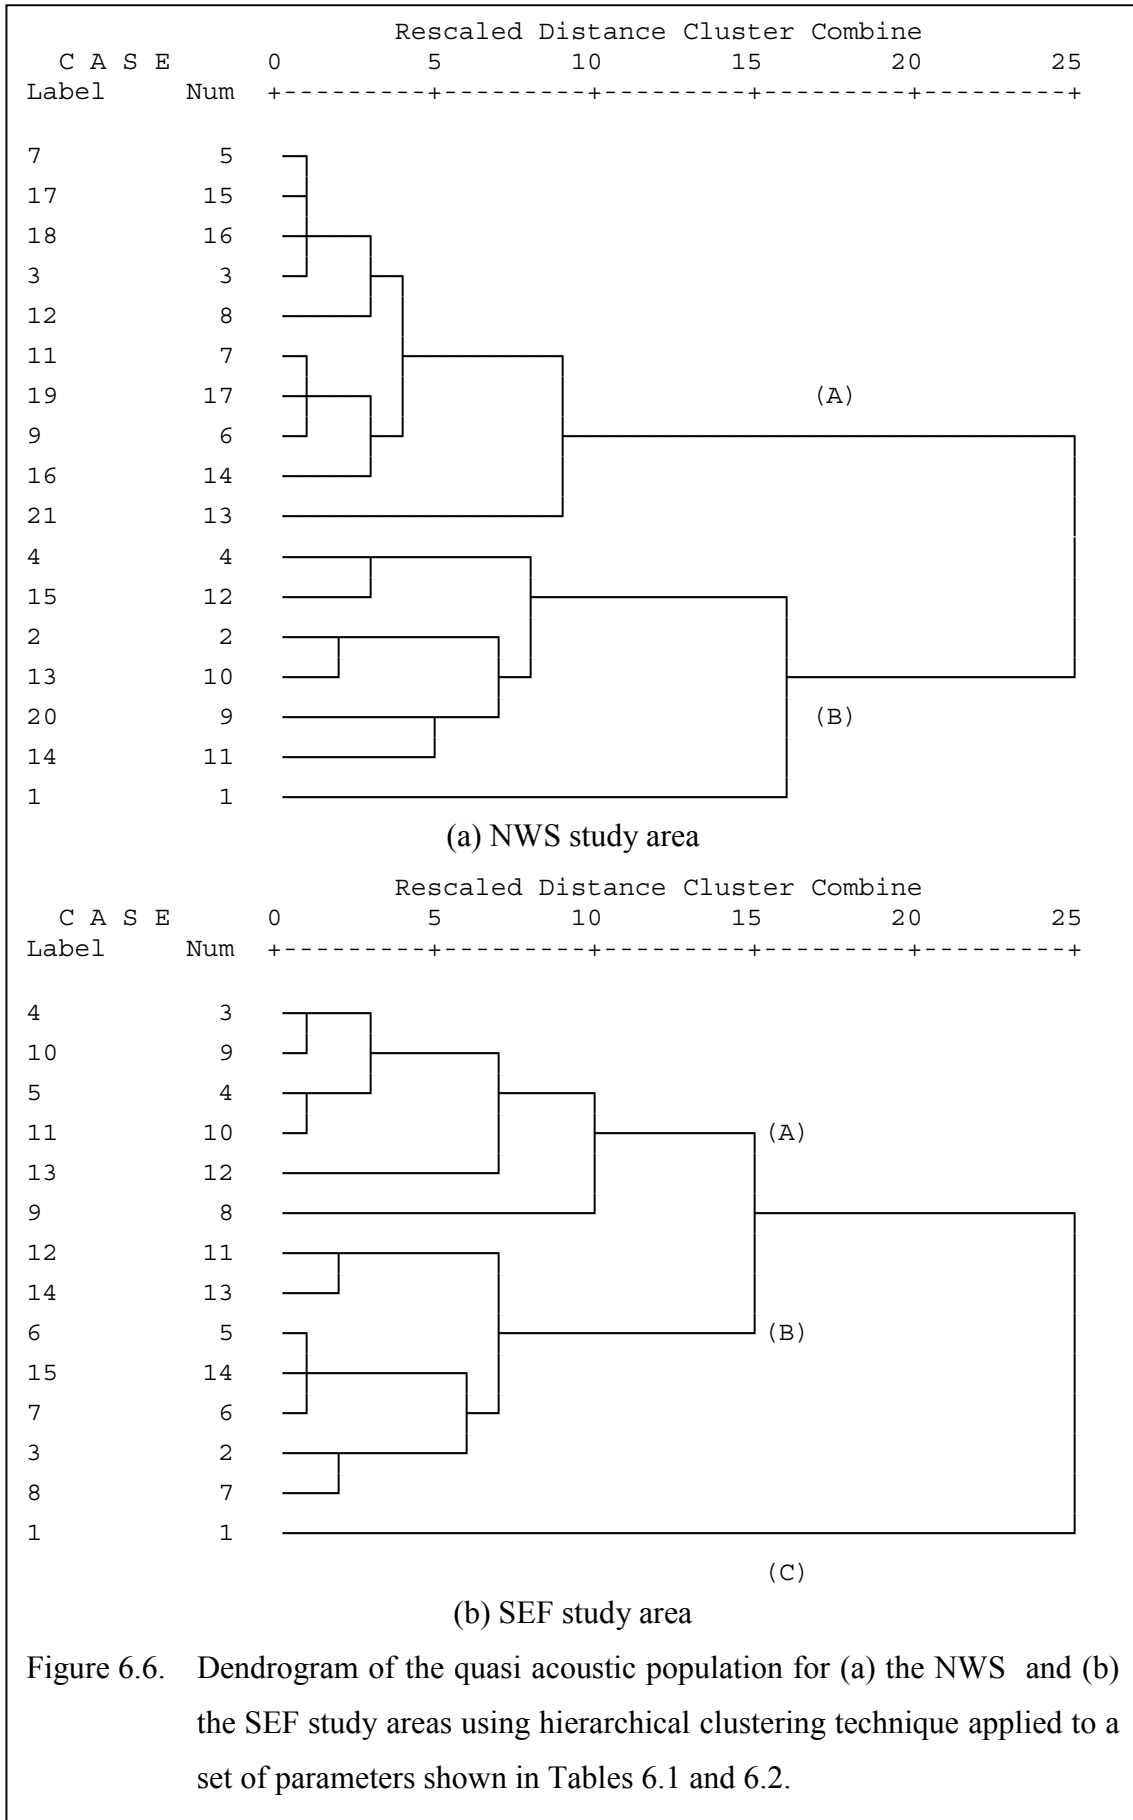 Rescaled Distance Cluster Combine
C A S E 0 5 10 15 20 25
Label Num +---------+---------+---------+---------+---------+
7 5
17 15
18 16
3 3
12 8
11 7
19 17 (A)
9 6
16 14
21 13
4 4
15 12
2 2
13 10
20 9 (B)
14 11
1 1
(a) NWS study area
Rescaled Distance Cluster Combine
C A S E 0 5 10 15 20 25
Label Num +---------+---------+---------+---------+---------+
4 3
10 9
5 4
11 10 (A)
13 12
9 8
12 11
14 13
6 5 (B)
15 14
7 6
3 2
8 7
1 1
(C)
(b) SEF study area
Figure 6.6. Dendrogram of the quasi acoustic population for (a) the NWS and (b)
the SEF study areas using hierarchical clustering technique applied to a
set of parameters shown in Tables 6.1 and 6.2.